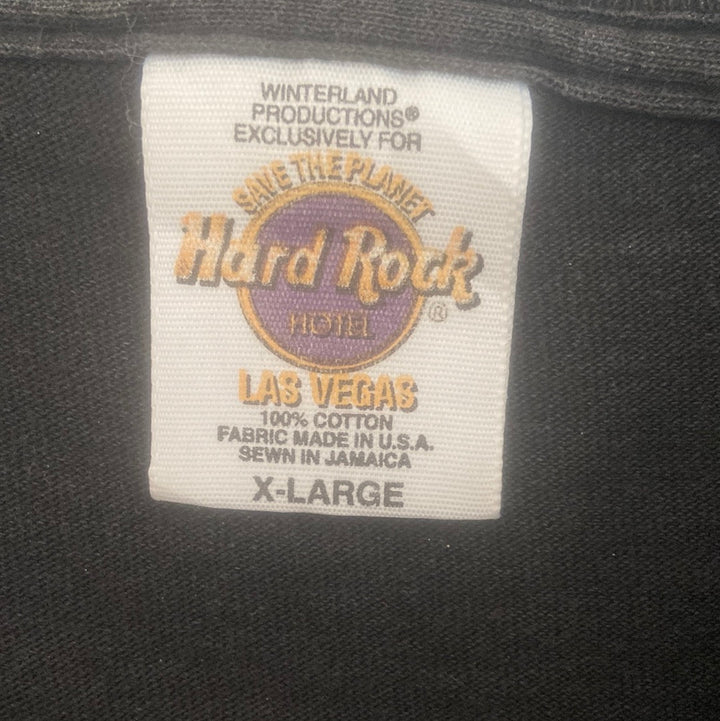 WINTERLAND
PRODUCTIONS®
EXCLUSIVELY FOR
SAVE THE PLANET
Hard Rock
HOTEL ®
LAS VEGAS
100% COTTON
FABRIC MADE IN U.S.A.
SEWN IN JAMAICA
X-LARGE